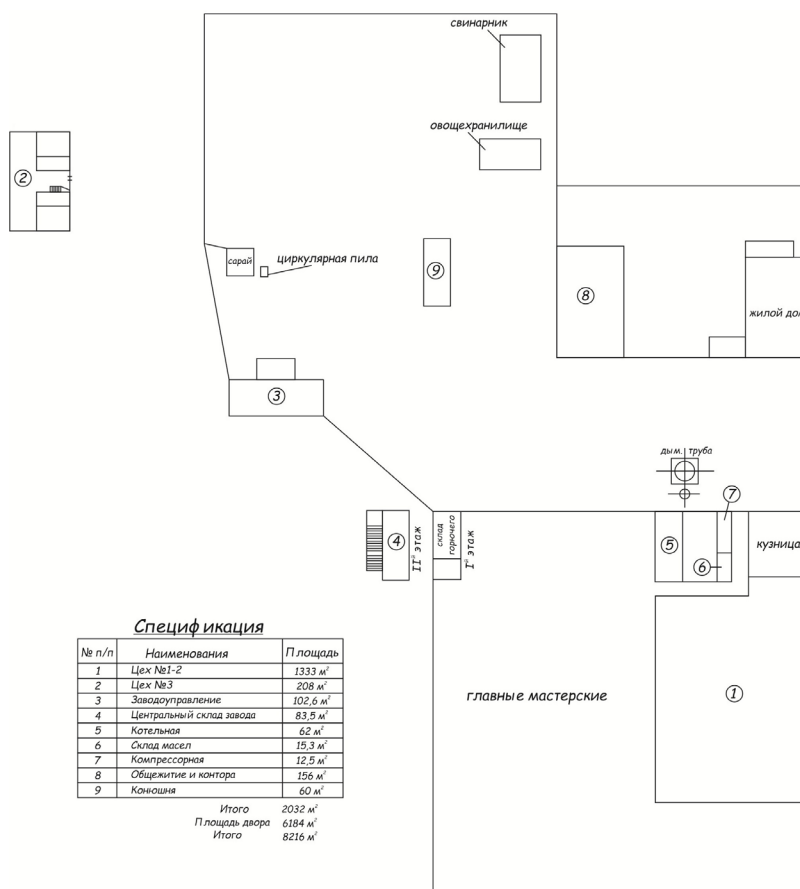 свинарник
овощехранилище
2
сарай
циркулярная пила
9
8
жилой дом
3
дым. труба
7
4
IIй этаж
склад горючего
Iй этаж
5
6
кузница
главные мастерские
1
Спецификация
№ п/п Наименования Площадь
1 Цех №1-2 1333 м²
2 Цех №3 208 м²
3 Заводоуправление 102,6 м²
4 Центральный склад завода 83,5 м²
5 Котельная 62 м²
6 Склад масел 15,3 м²
7 Компрессорная 12,5 м²
8 Общежитие и контора 156 м²
9 Конюшня 60 м²
Итого 2032 м²
Площадь двора 6184 м²
Итого 8216 м²